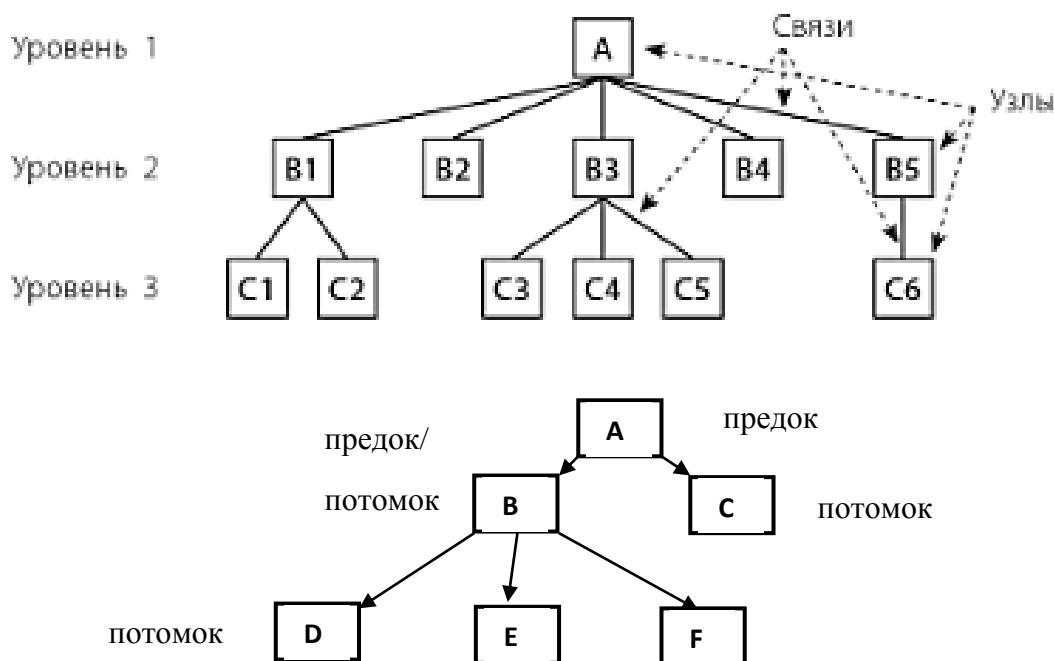 Связи
Уровень 1
A
Узлы
Уровень 2
B1 B2 B3 B4 B5
Уровень 3
C1 C2 C3 C4 C5 C6
A
предок
предок/
потомок
B
C
потомок
потомок
D
E
F